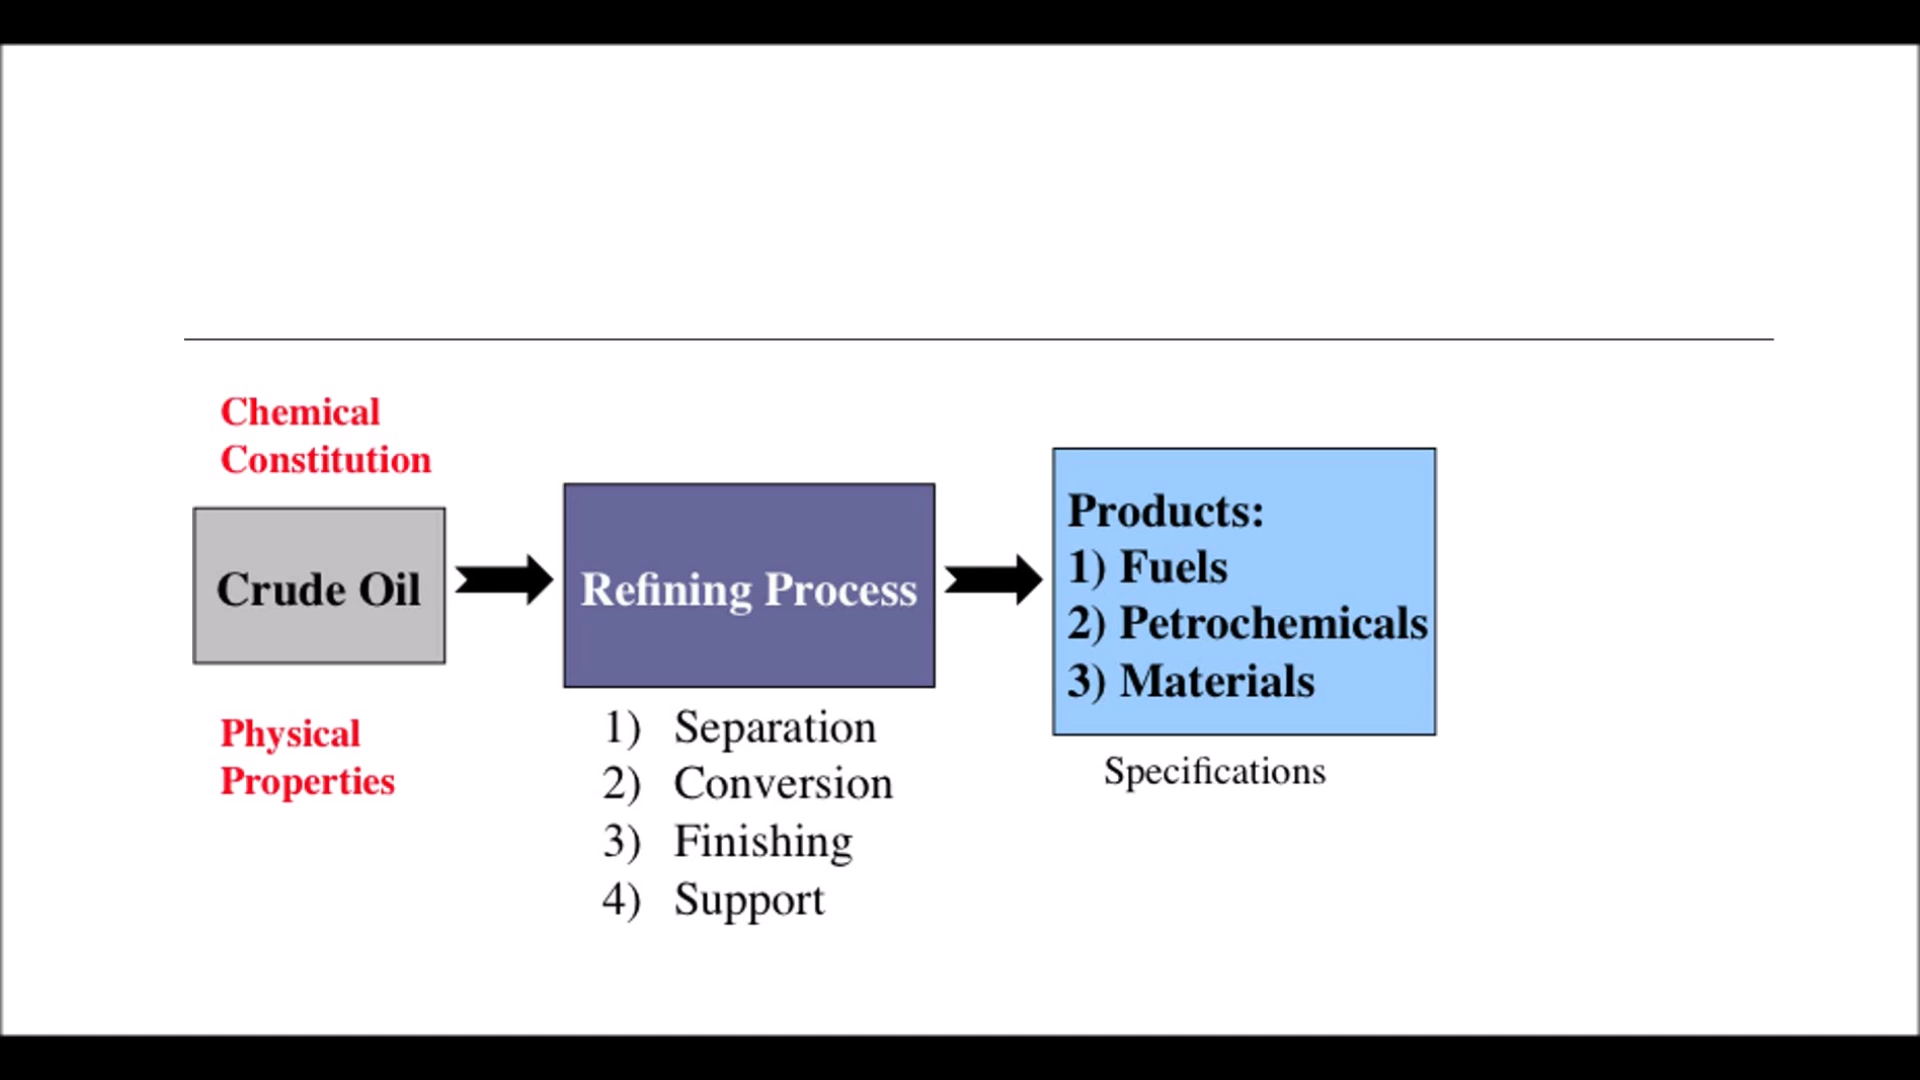 Chemical
Constitution
Crude Oil
Physical
Properties
Refining Process
1) Separation
2) Conversion
3) Finishing
4) Support
Products:
1) Fuels
2) Petrochemicals
3) Materials
Specifications